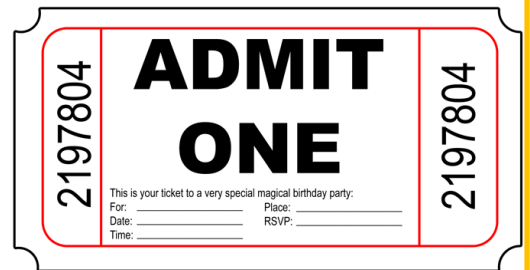 2197804
ADMIT
ONE
This is your ticket to a very special magical birthday party:
For: Place:
Date: RSVP:
Time:
2197804